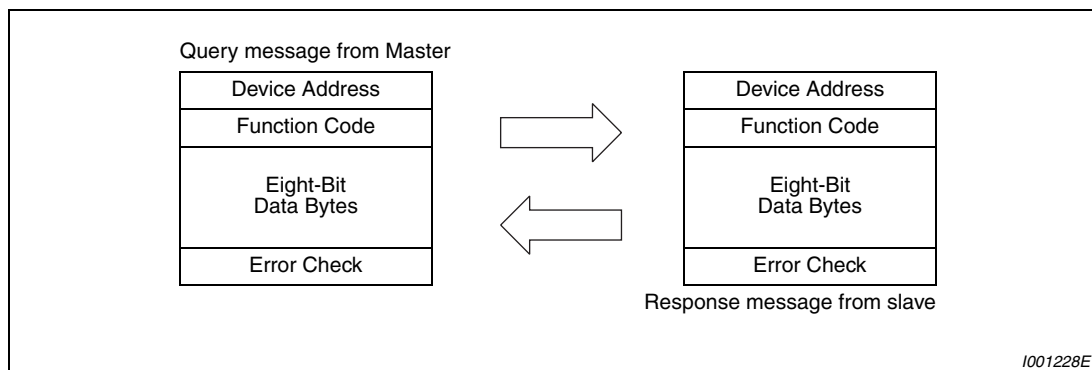 Query message from Master
Device Address
Function Code
Eight-Bit
Data Bytes
Error Check
Device Address
Function Code
Eight-Bit
Data Bytes
Error Check
Response message from slave
I001228E